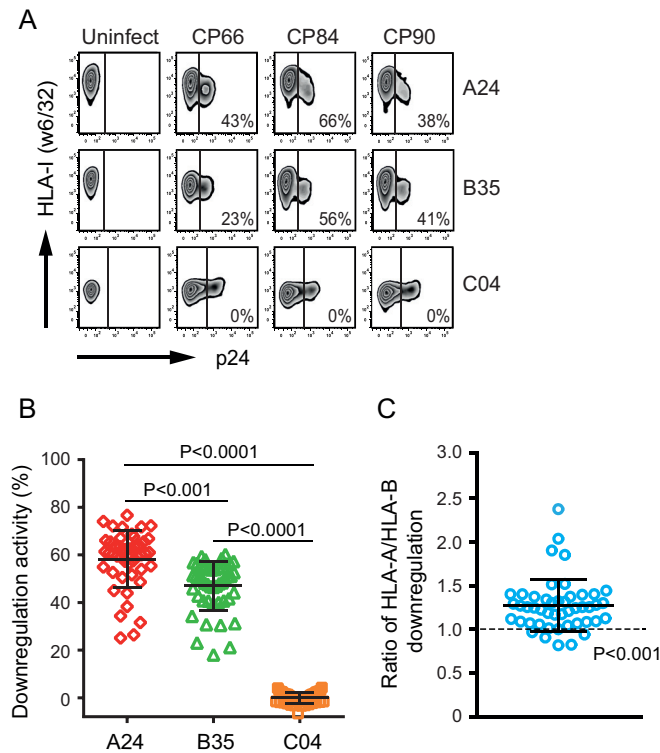 A
Uninfect CP66 CP84 CP90
HLA-I (w6/32)
43% 66% 38% A24
23% 56% 41% B35
0% 0% 0% C04
p24
B
Downregulation activity (%)
100
80
60
40
20
0
P<0.0001
P<0.001
P<0.0001
A24 B35 C04
C
Ratio of HLA-A/HLA-B
downregulation
3.0
2.5
2.0
1.5
1.0
0.5
0
P<0.001